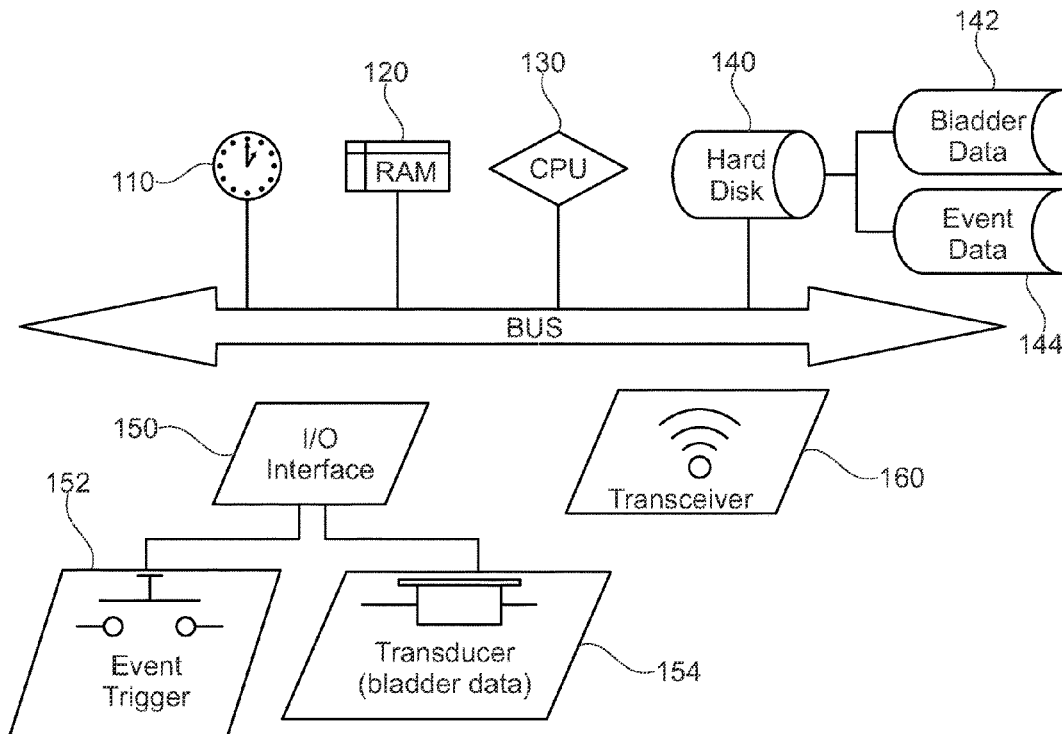 142
120
130
140
Bladder
Data
110
RAM
CPU
Hard
Disk
Event
Data
BUS
144
150
I/O
Interface
152
160
Transceiver
Event
Trigger
Transducer
(bladder data)
154